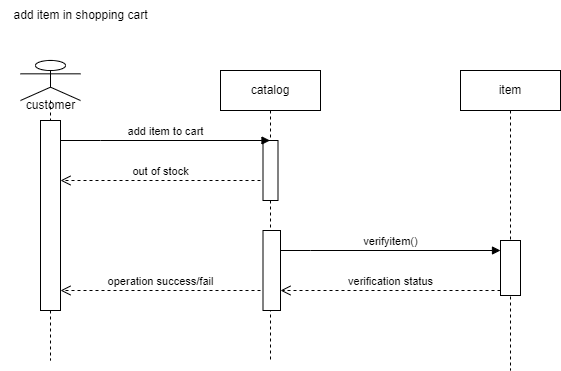 add item in shopping cart
customer
catalog
item
add item to cart
out of stock
verifyitem()
operation success/fail
verification status